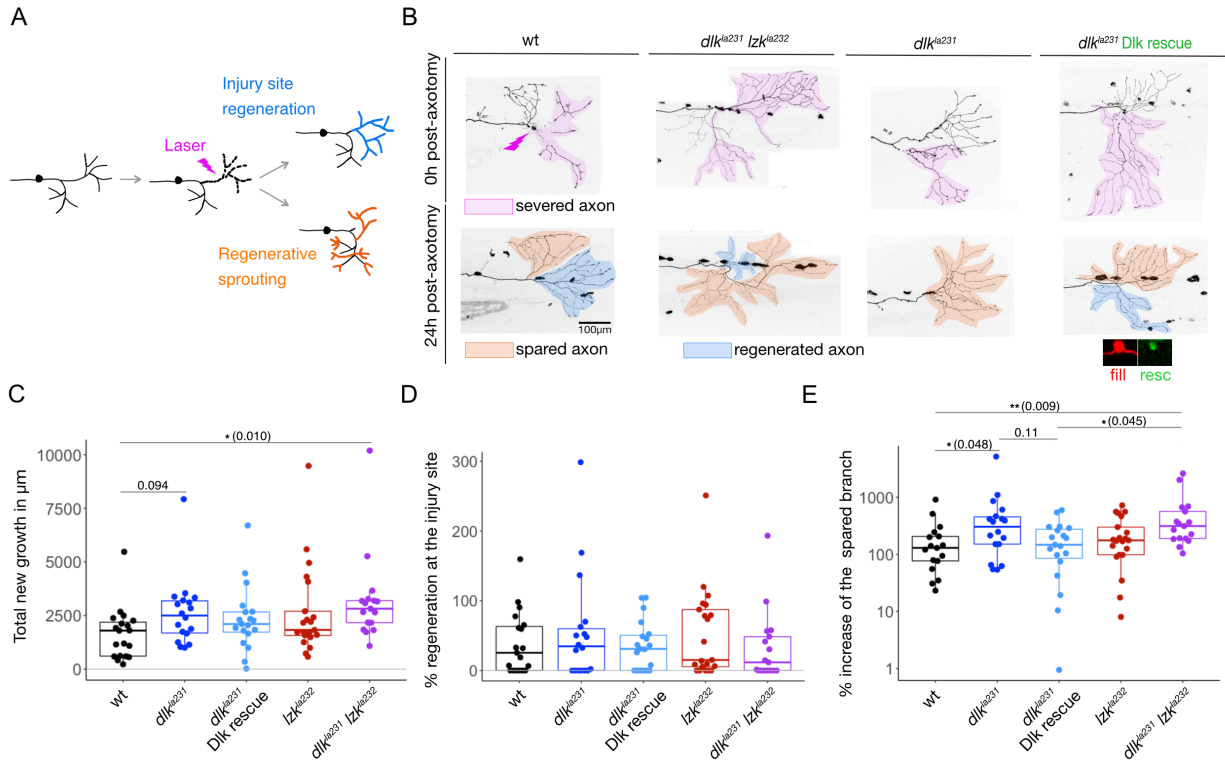 A
Injury site
regeneration
Laser
Regenerative
sprouting
B
wt
dlk^la231 lzk^la232
dlk^la231
dlk^la231 Dlk rescue
0h post-axotomy
severed axon
24h post-axotomy
100µm
spared axon
regenerated axon
fill
resc
C
Total new growth in µm
10000
7500
5000
2500
0
* (0.010)
0.094
wt
dlk^la231
dlk^la231
Dlk rescue
lzk^la232
dlk^la231 lzk^la232
D
% regeneration at the injury site
300
200
100
0
wt
dlk^la231
dlk^la231
Dlk rescue
lzk^la232
dlk^la231 lzk^la232
E
% increase of the spared branch
1000
100
10
1
** (0.009)
0.11
* (0.045)
* (0.048)
wt
dlk^la231
dlk^la231
Dlk rescue
lzk^la232
dlk^la231 lzk^la232